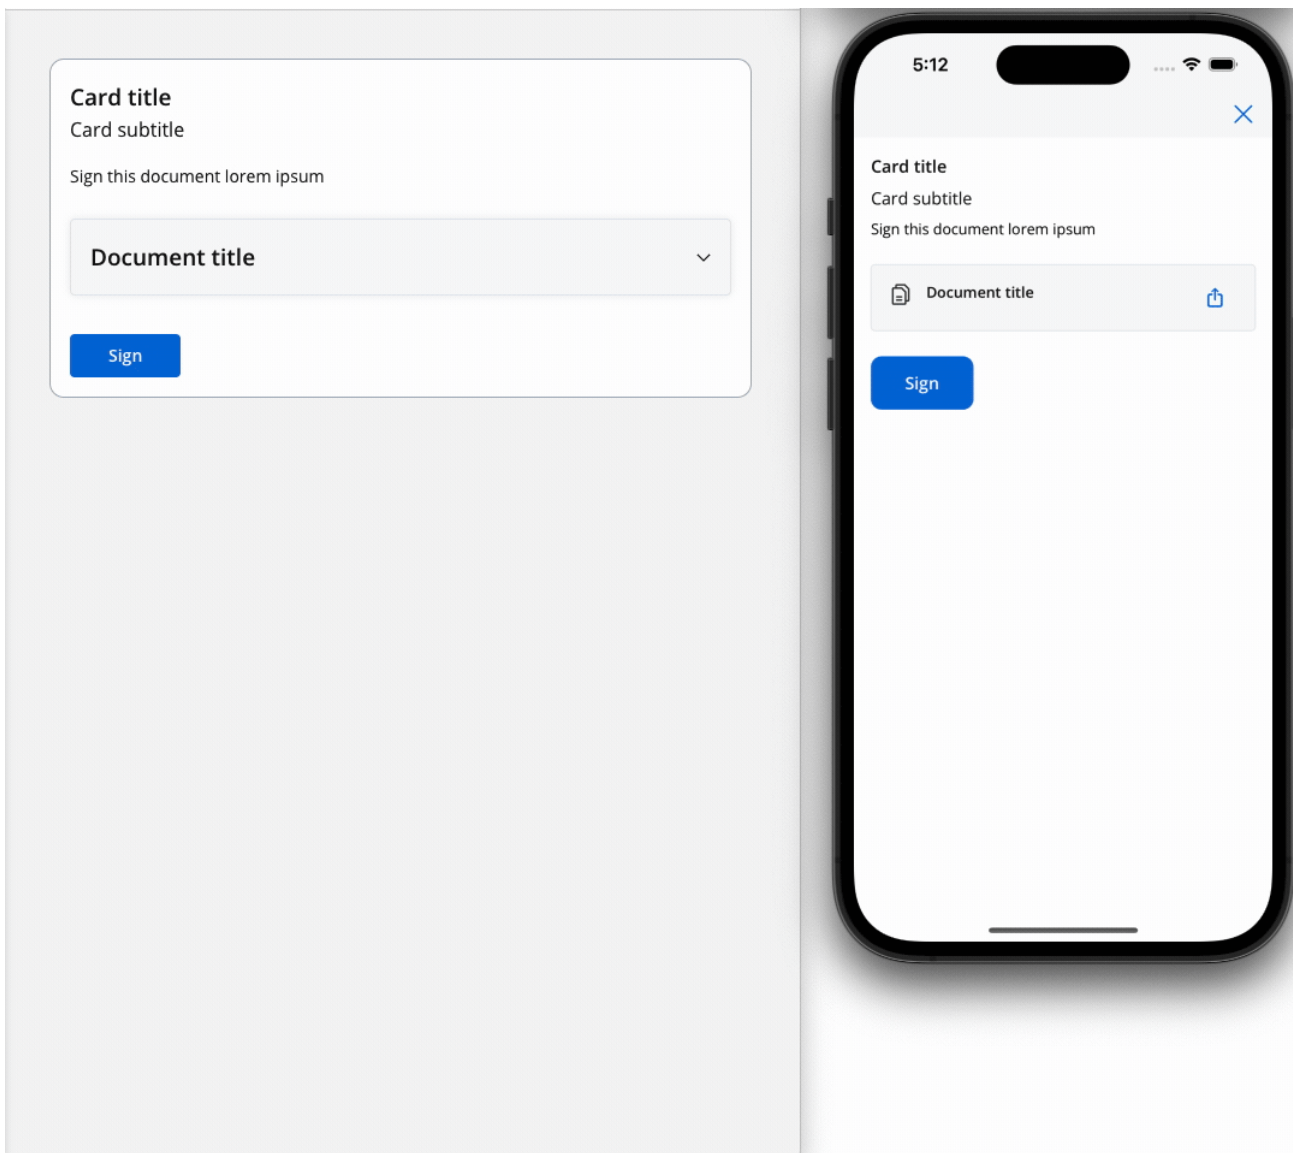 Card title
Card subtitle
Sign this document lorem ipsum
Document title
Sign
5:12
Card title
Card subtitle
Sign this document lorem ipsum
Document title
Sign